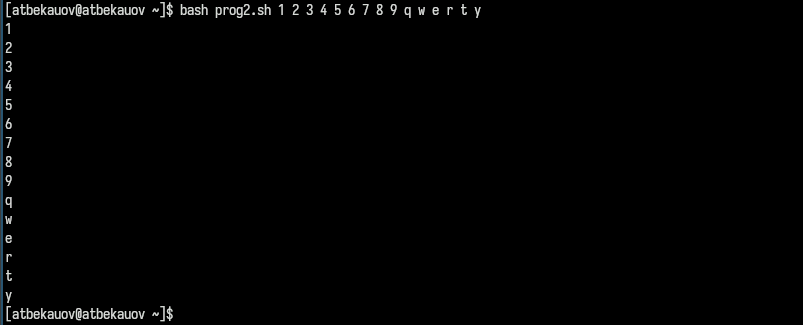 [atbekauov@atbekauov ~]$ bash prog2.sh 1 2 3 4 5 6 7 8 9 q w e r t y
1
2
3
4
5
6
7
8
9
q
w
e
r
t
y
[atbekauov@atbekauov ~]$